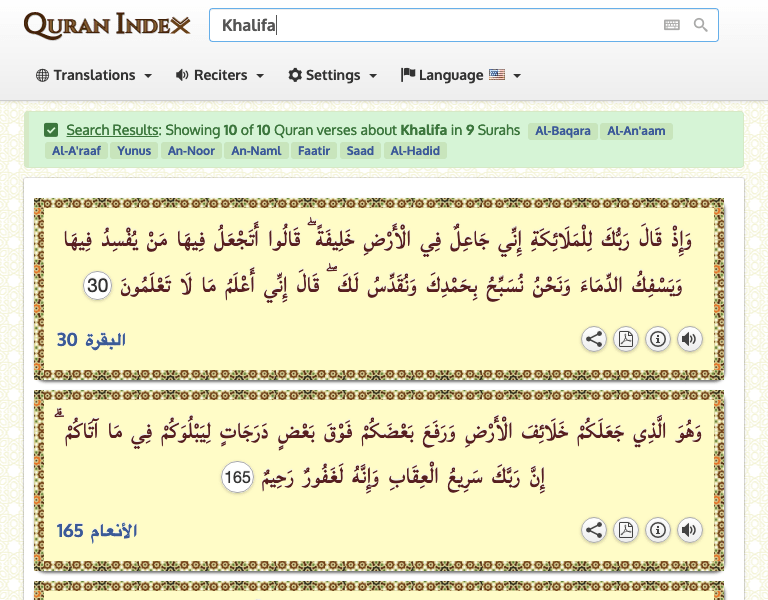 QURAN INDEX
Khalifa
Translations
Reciters
Settings
Language
Search Results: Showing 10 of 10 Quran verses about Khalifa in 9 Surahs Al-Baqara Al-An'aam
Al-A'raaf Yunus An-Noor An-Naml Faatir Saad Al-Hadid
وَإِذْ قَالَ رَبُّكَ لِلْمَلَائِكَةِ إِنِّي جَاعِلٌ فِي الْأَرْضِ خَلِيفَةً ۖ قَالُوا أَتَجْعَلُ فِيهَا مَنْ يُفْسِدُ فِيهَا
وَيَسْفِكُ الدِّمَاءَ وَنَحْنُ نُسَبِّحُ بِحَمْدِكَ وَنُقَدِّسُ لَكَ ۖ قَالَ إِنِّي أَعْلَمُ مَا لَا تَعْلَمُونَ 30
البقرة 30
وَهُوَ الَّذِي جَعَلَكُمْ خَلَائِفَ الْأَرْضِ وَرَفَعَ بَعْضَكُمْ فَوْقَ بَعْضٍ دَرَجَاتٍ لِيَبْلُوَكُمْ فِي مَا آتَاكُمْ ۗ
إِنَّ رَبَّكَ سَرِيعُ الْعِقَابِ وَإِنَّهُ لَغَفُورٌ رَحِيمٌ 165
الأنعام 165